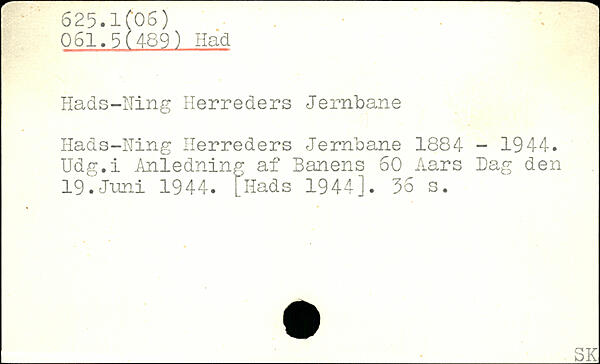 625.1(06)
061.5(489) Had
Hads-Ning Herreders Jernbane
Hads-Ning Herreders Jernbane 1884 - 1944.
Udg.i Anledning af Banens 60 Aars Dag den
19.Juni 1944. [Hads 1944]. 36 s.
SK